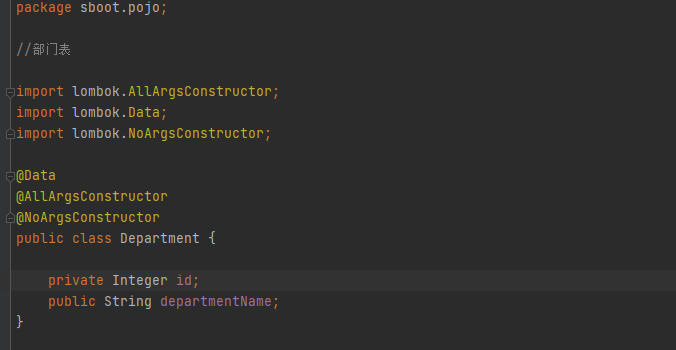 package sboot.pojo;
//部门表
import lombok.AllArgsConstructor;
import lombok.Data;
import lombok.NoArgsConstructor;
@Data
@AllArgsConstructor
@NoArgsConstructor
public class Department {
private Integer id;
public String departmentName;
}